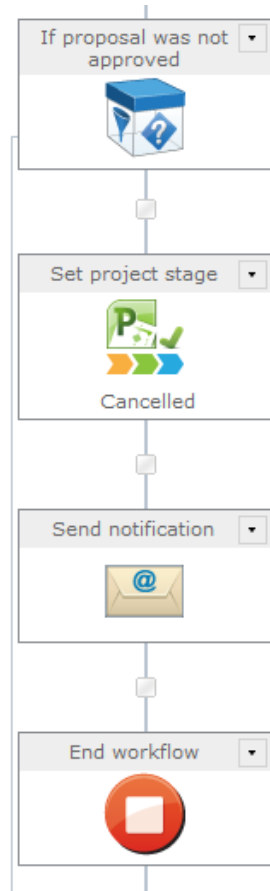 If proposal was not
approved
?
Set project stage
P
Cancelled
Send notification
@
End workflow